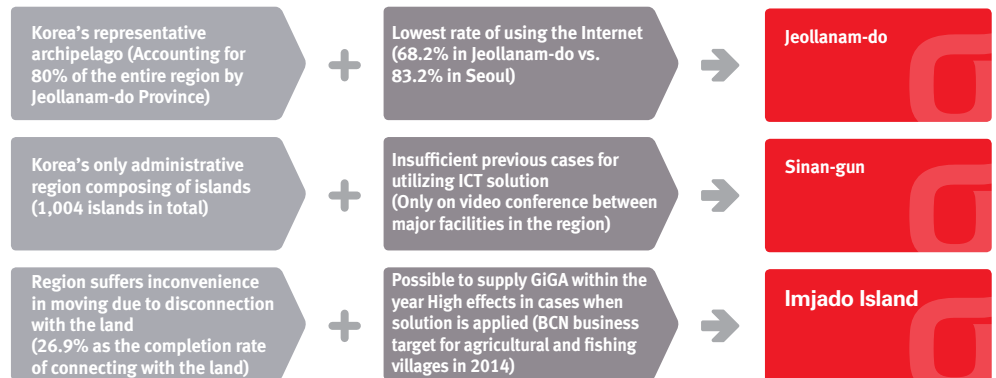 Korea's representative
archipelago (Accounting for
80% of the entire region by
Jeollanam-do Province)
Lowest rate of using the Internet
(68.2% in Jeollanam-do vs.
83.2% in Seoul)
Jeollanam-do
Korea's only administrative
region composing of islands
(1,004 islands in total)
Insufficient previous cases for
utilizing ICT solution
(Only on video conference between
major facilities in the region)
Sinan-gun
Region suffers inconvenience
in moving due to disconnection
with the land
(26.9% as the completion rate
of connecting with the land)
Possible to supply GiGA within the
year High effects in cases when
solution is applied (BCN business
target for agricultural and fishing
villages in 2014)
Imjado Island